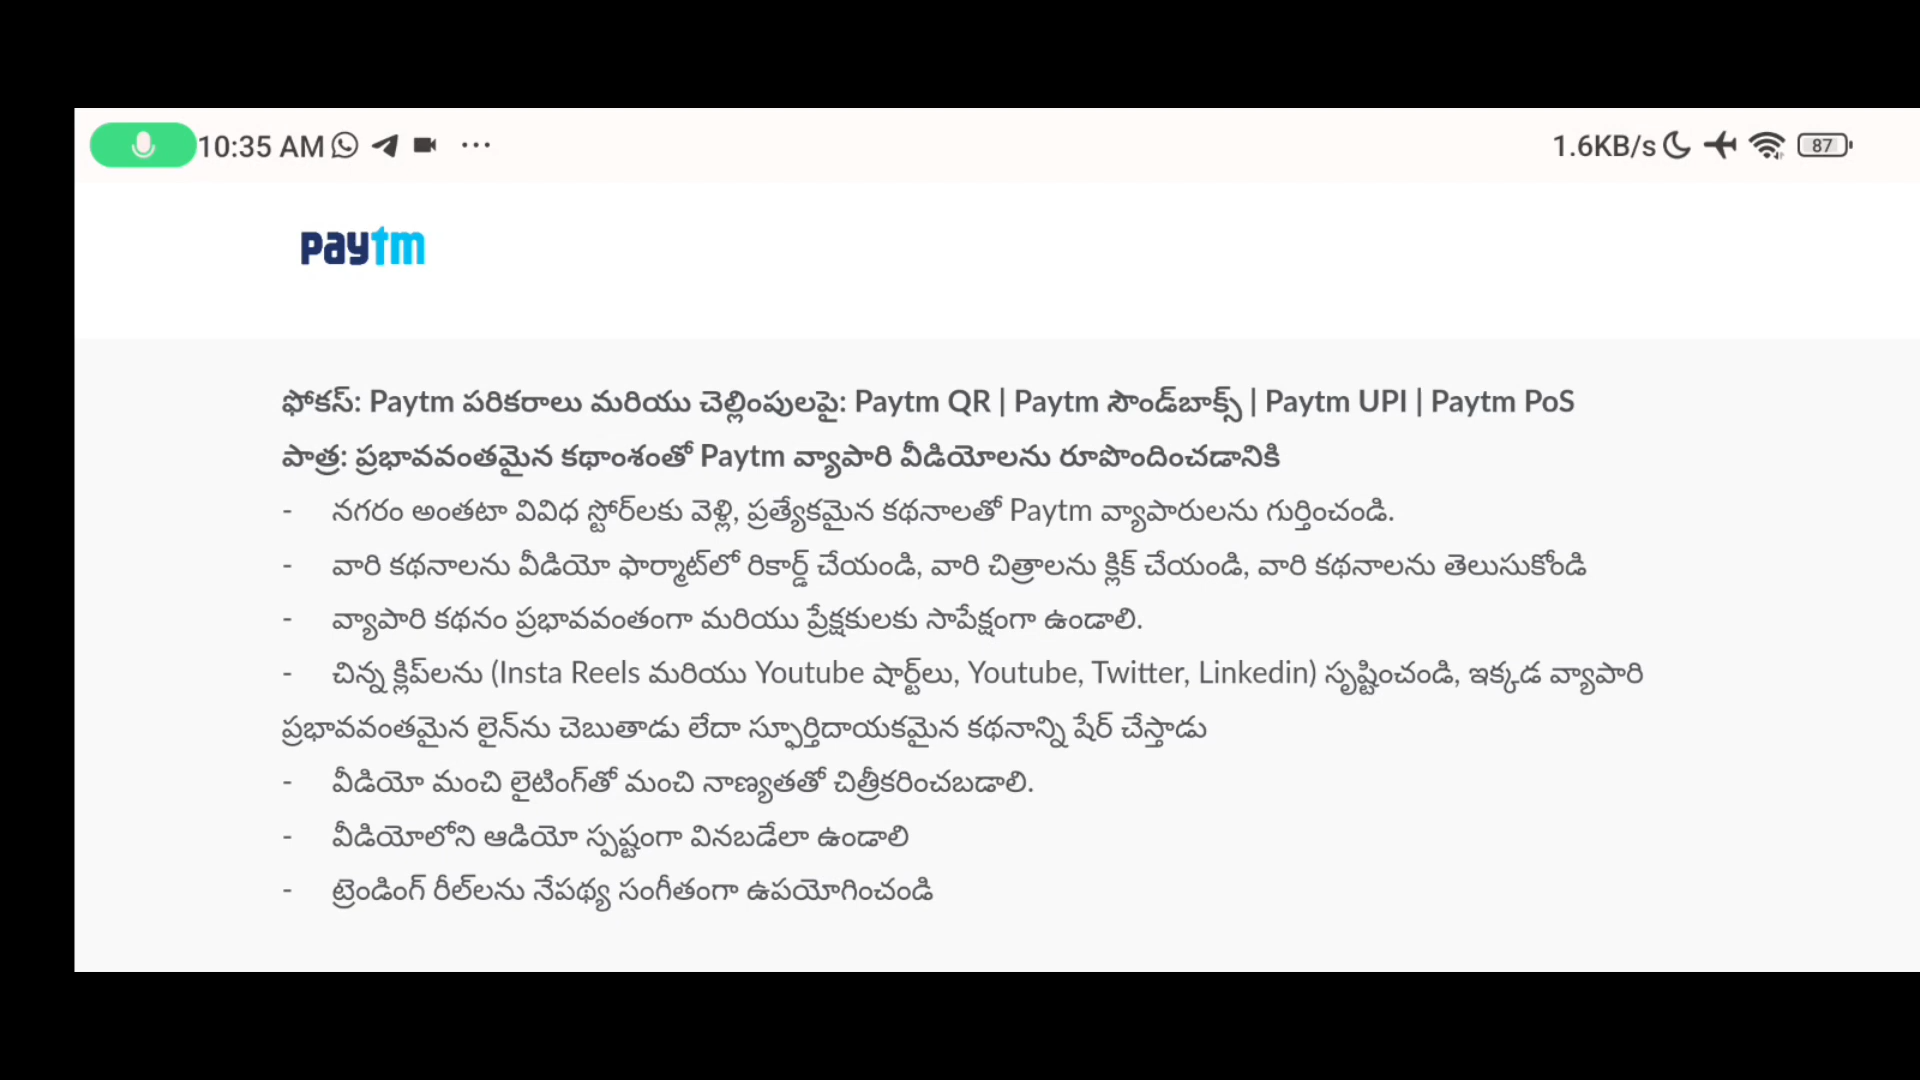 10:35 AM ... 1.6KB/s 87
paytm
ఫోకస్: Paytm పరికరాలు మరియు చెల్లింపులపై: Paytm QR | Paytm సౌండ్‌బాక్స్ | Paytm UPI | Paytm PoS
పాత్ర: ప్రభావవంతమైన కథాంశంతో Paytm వ్యాపారి వీడియోలను రూపొందించడానికి
- నగరం అంతటా వివిధ స్టోర్‌లకు వెళ్లి, ప్రత్యేకమైన కథనాలతో Paytm వ్యాపారులను గుర్తించండి.
- వారి కథనాలను వీడియో ఫార్మాట్‌లో రికార్డ్ చేయండి, వారి చిత్రాలను క్లిక్ చేయండి, వారి కథనాలను తెలుసుకోండి
- వ్యాపారి కథనం ప్రభావవంతంగా మరియు ప్రేక్షకులకు సాపేక్షంగా ఉండాలి.
- చిన్న క్లిప్‌లను (Insta Reels మరియు Youtube షార్ట్‌లు, Youtube, Twitter, Linkedin) సృష్టించండి, ఇక్కడ వ్యాపారి
ప్రభావవంతమైన లైన్‌ను చెబుతాడు లేదా స్ఫూర్తిదాయకమైన కథనాన్ని షేర్ చేస్తాడు
- వీడియో మంచి లైటింగ్‌తో మంచి నాణ్యతతో చిత్రీకరించబడాలి.
- వీడియోలోని ఆడియో స్పష్టంగా వినబడేలా ఉండాలి
- ట్రెండింగ్ రీల్‌లను నేపథ్య సంగీతంగా ఉపయోగించండి